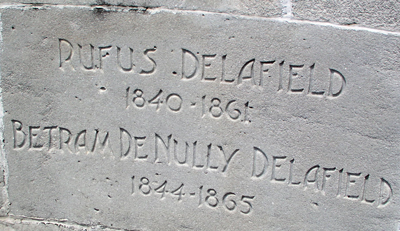 RUFUS DELAFIELD
1840-1861
BETRAM DE NULLY DELAFIELD
1844-1865